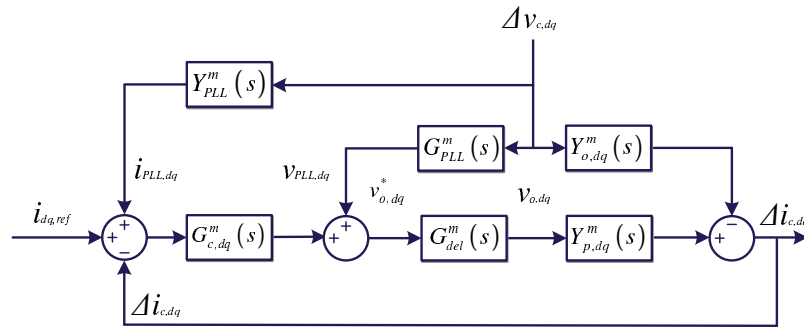 Δv_{c,dq}
Y^m_{PLL}(s)
G^m_{PLL}(s)
Y^m_{o,dq}(s)
i_{PLL,dq}
v_{PLL,dq}
v^*_{o,dq}
v_{o,dq}
i_{dq,ref}
+
+
−
G^m_{c,dq}(s)
+
+
G^m_{del}(s)
Y^m_{p,dq}(s)
−
+
Δi_{c,dq}
Δi_{c,dq}